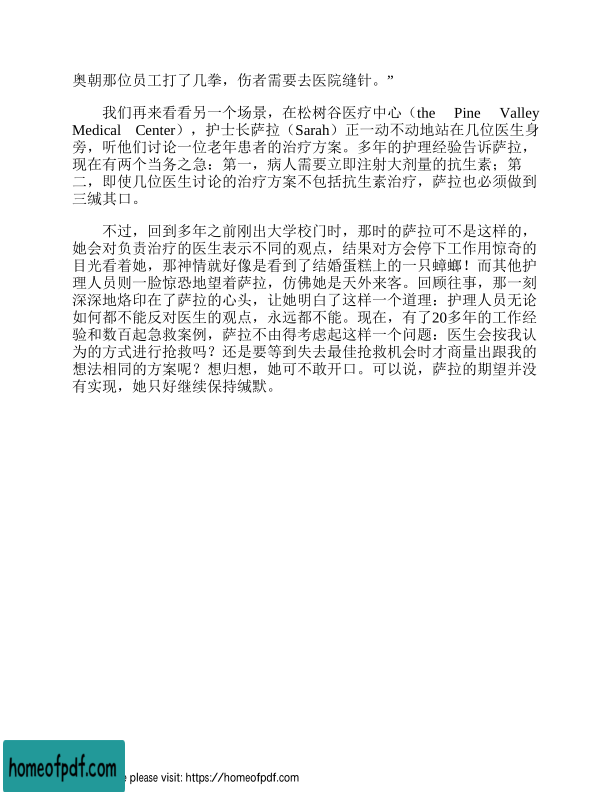 奥朝那位员工打了几拳，伤者需要去医院缝针。”
我们再来看看另一个场景，在松树谷医疗中心（the Pine Valley
Medical Center），护士长萨拉（Sarah）正一动不动地站在几位医生身
旁，听他们讨论一位老年患者的治疗方案。多年的护理经验告诉萨拉，
现在有两个当务之急：第一，病人需要立即注射大剂量的抗生素；第
二，即使几位医生讨论的治疗方案不包括抗生素治疗，萨拉也必须做到
三缄其口。
不过，回到多年之前刚出大学校门时，那时的萨拉可不是这样的，
她会对负责治疗的医生表示不同的观点，结果对方会停下工作用惊奇的
目光看着她，那神情就好像是看到了结婚蛋糕上的一只蟑螂！而其他护
理人员则一脸惊恐地望着萨拉，仿佛她是天外来客。回顾往事，那一刻
深深地烙印在了萨拉的心头，让她明白了这样一个道理：护理人员无论
如何都不能反对医生的观点，永远都不能。现在，有了20多年的工作经
验和数百起急救案例，萨拉不由得考虑起这样一个问题：医生会按我认
为的方式进行抢救吗？还是要等到失去最佳抢救机会时才商量出跟我的
想法相同的方案呢？想归想，她可不敢开口。可以说，萨拉的期望并没
有实现，她只好继续保持缄默。
homeofpdf.com
please visit: https://homeofpdf.com